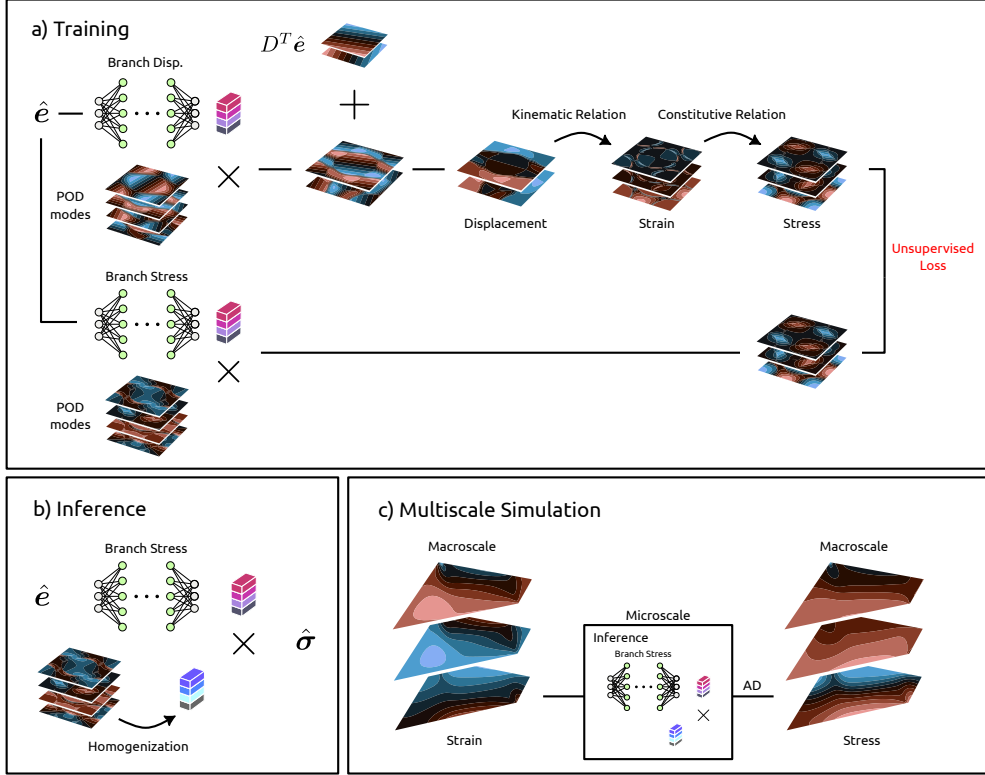 a) Training
D^T ê
Branch Disp.
ê
+
Kinematic Relation
Constitutive Relation
POD
modes
×
Displacement
Strain
Stress
Unsupervised
Loss
Branch Stress
×
POD
modes
b) Inference
Branch Stress
ê
×
σ̂
Homogenization
c) Multiscale Simulation
Macroscale
Macroscale
Microscale
Inference
Branch Stress
×
AD
Strain
Stress